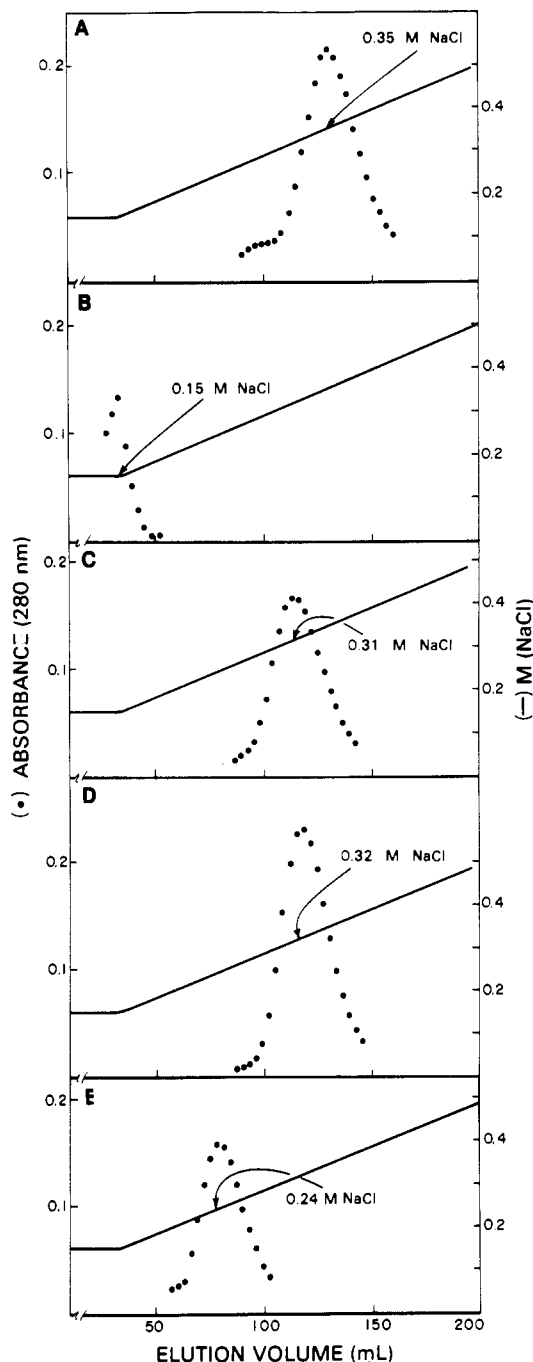 A
0.35 M NaCl
0.2
0.4
0.1
0.2
B
0.2
0.15 M NaCl
0.4
0.1
0.2
C
0.2
0.4
0.1
0.31 M NaCl
0.2
D
0.2
0.32 M NaCl
0.4
0.1
0.2
E
0.2
0.4
0.1
0.24 M NaCl
0.2
50
100
150
200
ELUTION VOLUME (mL)
(•) ABSORBANCE (280 nm)
(—) M (NaCl)